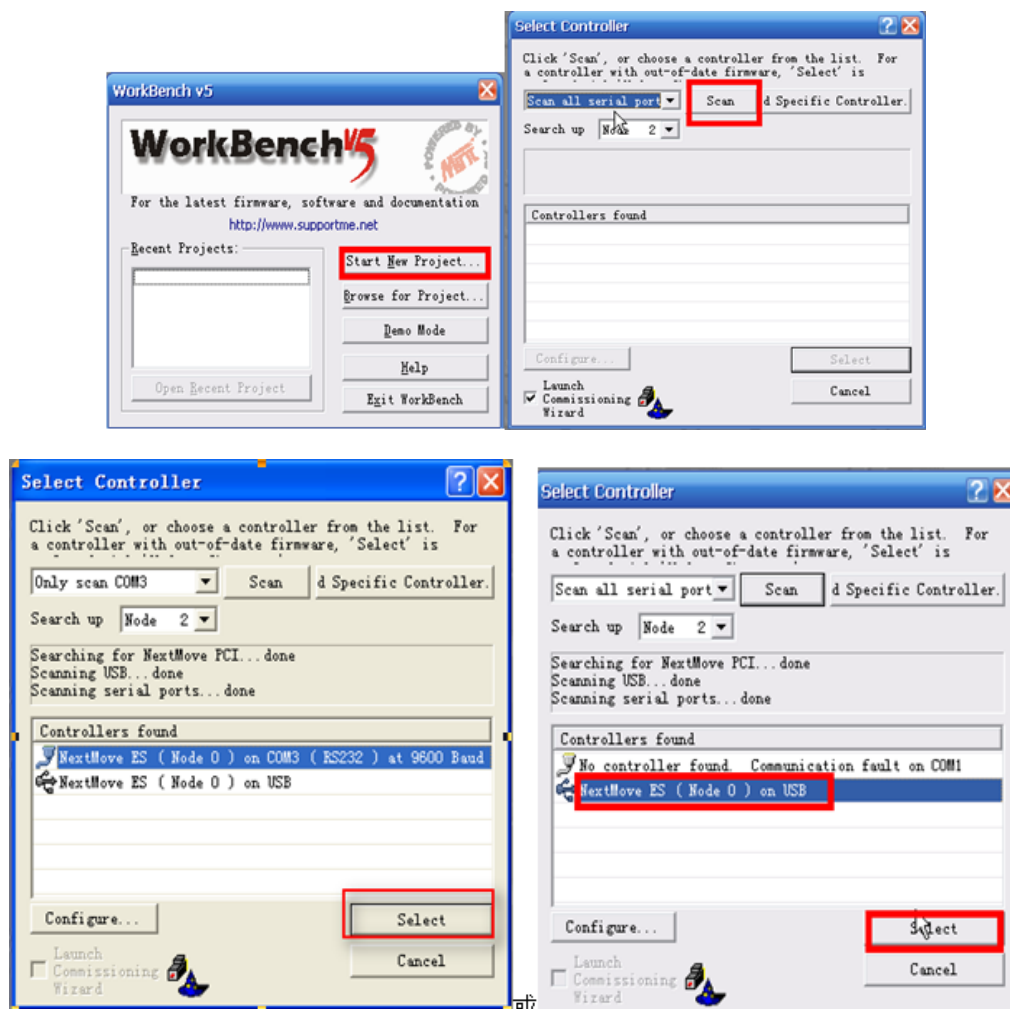 WorkBench v5
WorkBench v5
POWERED BY
Mint
POWERED
For the latest firmware, software and documentation
http://www.supportme.net
Recent Projects:
Start New Project...
Browse for Project...
Demo Mode
Help
Open Recent Project
Exit WorkBench
Select Controller
Click 'Scan', or choose a controller from the list. For
a controller with out-of-date firmware, 'Select' is
Scan all serial port
Scan
d Specific Controller.
Search up
Node 2
Controllers found
Configure...
Select
Launch
Commissioning
Wizard
Cancel
Select Controller
Click 'Scan', or choose a controller from the list. For
a controller with out-of-date firmware, 'Select' is
Only scan COM3
Scan
d Specific Controller.
Search up
Node 2
Searching for NextMove PCI...done
Scanning USB...done
Scanning serial ports...done
Controllers found
NextMove ES ( Node 0 ) on COM3 ( RS232 ) at 9600 Baud
NextMove ES ( Node 0 ) on USB
Configure...
Select
Launch
Commissioning
Wizard
Cancel
或
Select Controller
Click 'Scan', or choose a controller from the list. For
a controller with out-of-date firmware, 'Select' is
Scan all serial port
Scan
d Specific Controller.
Search up
Node 2
Searching for NextMove PCI...done
Scanning USB...done
Scanning serial ports...done
Controllers found
No controller found. Communication fault on COM1
NextMove ES ( Node 0 ) on USB
Configure...
Select
Launch
Commissioning
Wizard
Cancel